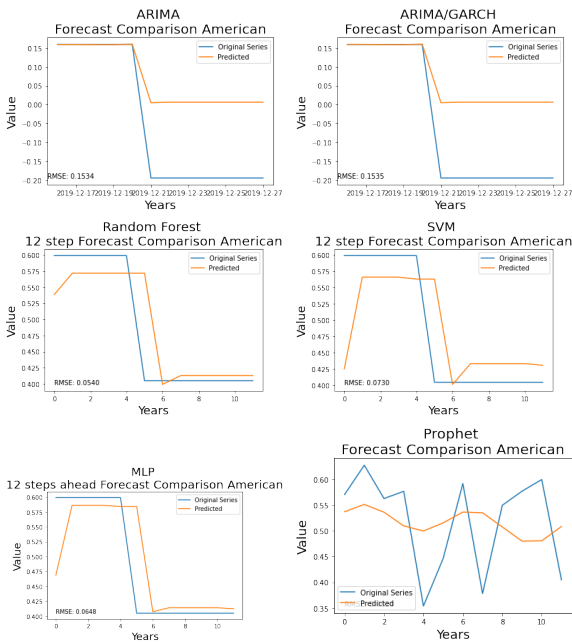 ARIMA
Forecast Comparison American
Original Series
Predicted
0.15
0.10
0.05
0.00
−0.05
−0.10
−0.15
−0.20
Value
RMSE: 0.1534
2019-12-17 2019-12-19 2019-12-21 2019-12-23 2019-12-25 2019-12-27
Years
ARIMA/GARCH
Forecast Comparison American
Original Series
Predicted
0.15
0.10
0.05
0.00
−0.05
−0.10
−0.15
−0.20
Value
RMSE: 0.1535
2019-12-17 2019-12-19 2019-12-21 2019-12-23 2019-12-25 2019-12-27
Years
Random Forest
12 step Forecast Comparison American
Original Series
Predicted
0.600
0.575
0.550
0.525
0.500
0.475
0.450
0.425
0.400
Value
RMSE: 0.0540
0 2 4 6 8 10
Years
SVM
12 step Forecast Comparison American
Original Series
Predicted
0.600
0.575
0.550
0.525
0.500
0.475
0.450
0.425
0.400
Value
RMSE: 0.0730
0 2 4 6 8 10
Years
MLP
12 steps ahead Forecast Comparison American
Original Series
Predicted
0.600
0.575
0.550
0.525
0.500
0.475
0.450
0.425
0.400
Value
RMSE: 0.0648
0 2 4 6 8 10
Years
Prophet
Forecast Comparison American
0.60
0.55
0.50
0.45
0.40
0.35
Value
Original Series
Predicted
0 2 4 6 8 10
Years